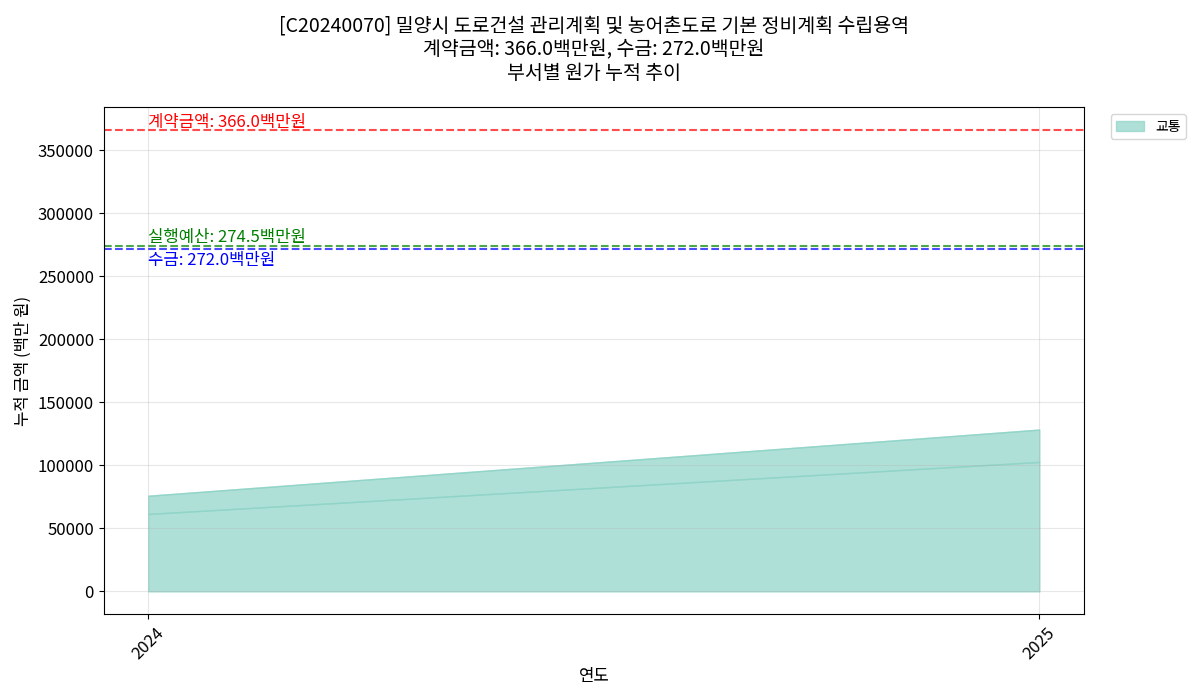 [C20240070] 밀양시 도로건설 관리계획 및 농어촌도로 기본 정비계획 수립용역
계약금액: 366.0백만원, 수금: 272.0백만원
부서별 원가 누적 추이
계약금액: 366.0백만원
교통
350000
300000
실행예산: 274.5백만원
수금: 272.0백만원
250000
200000
150000
100000
50000
0
누적 금액 (백만 원)
2024
2025
연도